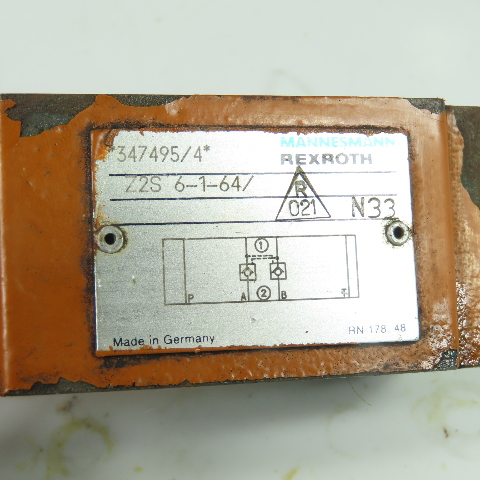 *347495/4*
MANNESMANN
REXROTH
Z2S 6-1-64/
R
021
N33
1
P A 2 B T
Made in Germany
RN 178.48